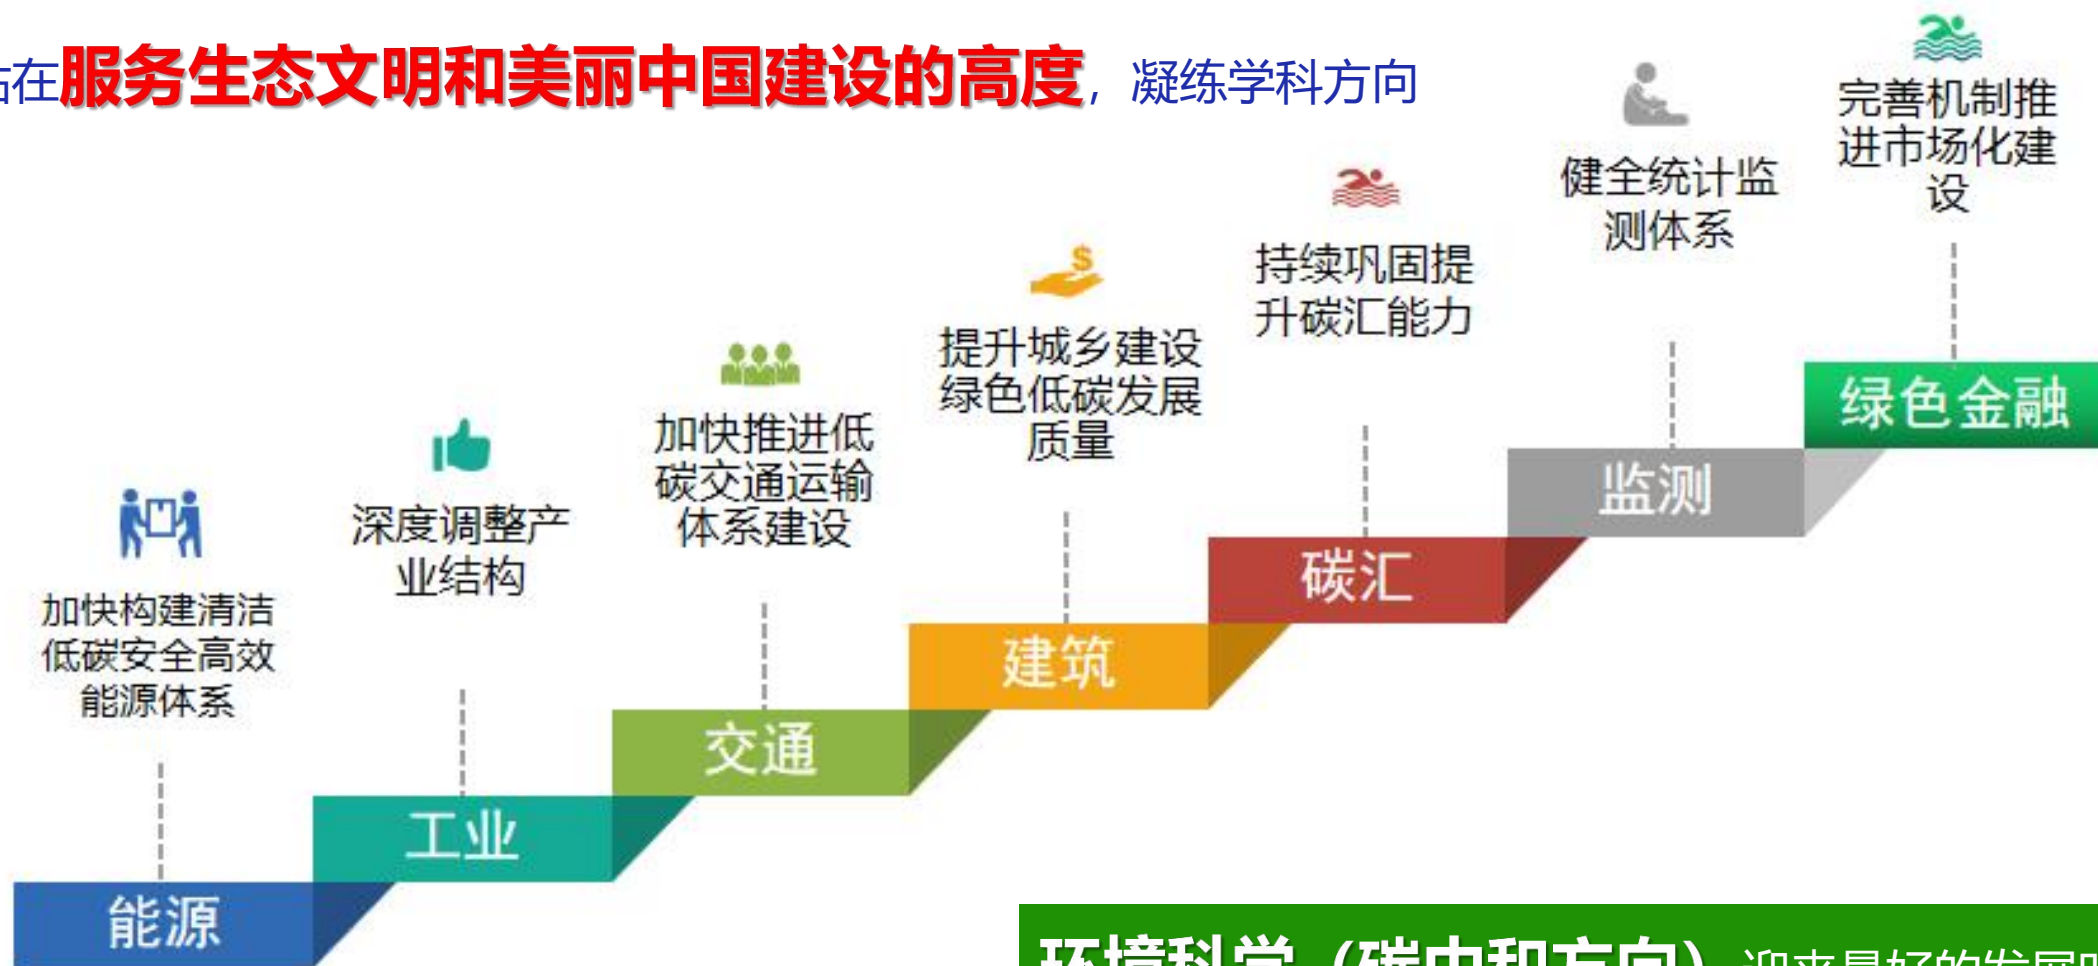 站在服务生态文明和美丽中国建设的高度，凝练学科方向
完善机制推
进市场化建
设
健全统计监
测体系
持续巩固提
升碳汇能力
提升城乡建设
绿色低碳发展
质量
加快推进低
碳交通运输
体系建设
深度调整产
业结构
加快构建清洁
低碳安全高效
能源体系
绿色金融
监测
碳汇
建筑
交通
工业
能源
环境科学（碳中和方向）迎来最好的发展